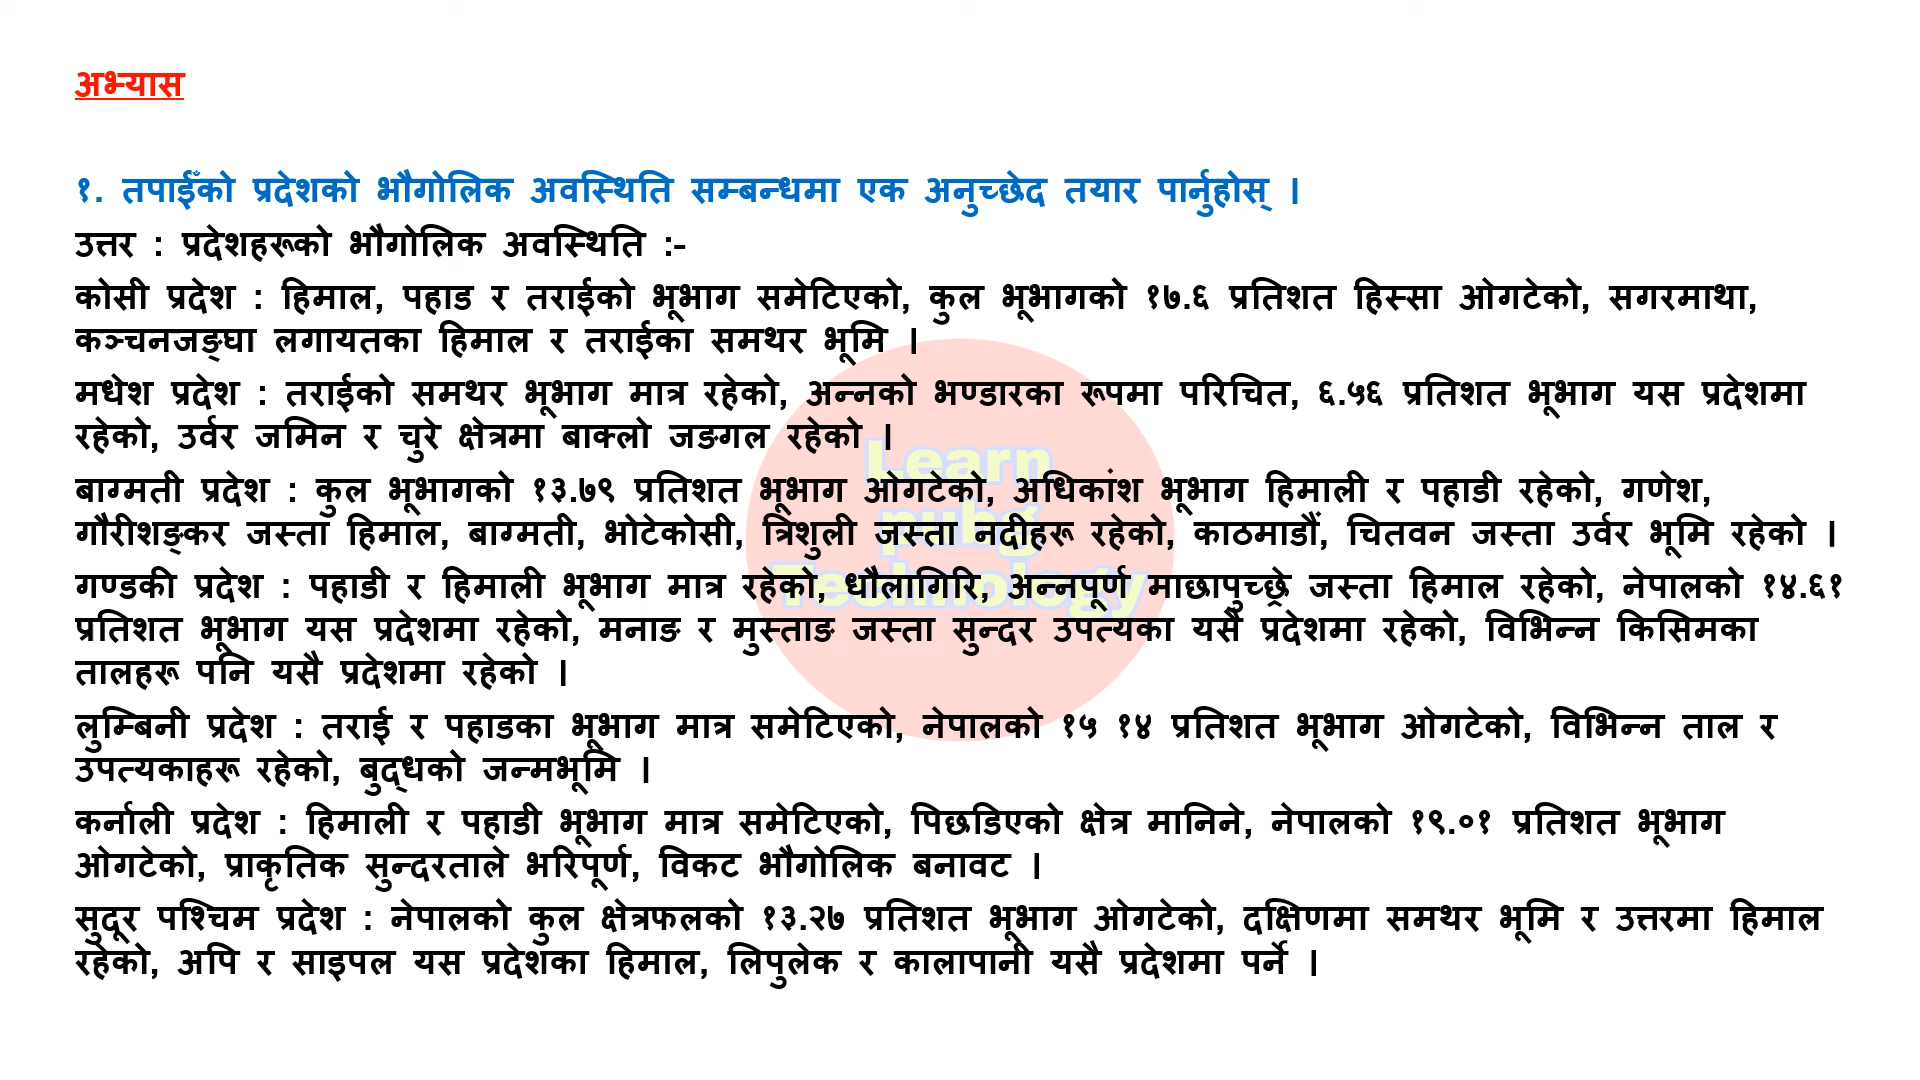 अभ्यास
१. तपाईँको प्रदेशको भौगोलिक अवस्थिति सम्बन्धमा एक अनुच्छेद तयार पार्नुहोस् ।
उत्तर : प्रदेशहरूको भौगोलिक अवस्थिति :-
कोसी प्रदेश : हिमाल, पहाड र तराईको भूभाग समेटिएको, कुल भूभागको १७.६ प्रतिशत हिस्सा ओगटेको, सगरमाथा,
कञ्चनजङ्घा लगायतका हिमाल र तराईका समथर भूमि ।
मधेश प्रदेश : तराईको समथर भूभाग मात्र रहेको, अन्नको भण्डारका रूपमा परिचित, ६.५६ प्रतिशत भूभाग यस प्रदेशमा
रहेको, उर्वर जमिन र चुरे क्षेत्रमा बाक्लो जङगल रहेको ।
बाग्मती प्रदेश : कुल भूभागको १३.७९ प्रतिशत भूभाग ओगटेको, अधिकांश भूभाग हिमाली र पहाडी रहेको, गणेश,
गौरीशङ्कर जस्ता हिमाल, बाग्मती, भोटेकोसी, त्रिशुली जस्ता नदीहरू रहेको, काठमाडौं, चितवन जस्ता उर्वर भूमि रहेको ।
गण्डकी प्रदेश : पहाडी र हिमाली भूभाग मात्र रहेको, धौलागिरि, अन्नपूर्ण माछापुच्छ्रे जस्ता हिमाल रहेको, नेपालको १४.६१
प्रतिशत भूभाग यस प्रदेशमा रहेको, मनाङ र मुस्ताङ जस्ता सुन्दर उपत्यका यसै प्रदेशमा रहेको, विभिन्न किसिमका
तालहरू पनि यसै प्रदेशमा रहेको ।
लुम्बिनी प्रदेश : तराई र पहाडका भूभाग मात्र समेटिएको, नेपालको १५ १४ प्रतिशत भूभाग ओगटेको, विभिन्न ताल र
उपत्यकाहरू रहेको, बुद्धको जन्मभूमि ।
कर्नाली प्रदेश : हिमाली र पहाडी भूभाग मात्र समेटिएको, पिछडिएको क्षेत्र मानिने, नेपालको १९.०१ प्रतिशत भूभाग
ओगटेको, प्राकृतिक सुन्दरताले भरिपूर्ण, विकट भौगोलिक बनावट ।
सुदूर पश्चिम प्रदेश : नेपालको कुल क्षेत्रफलको १३.२७ प्रतिशत भूभाग ओगटेको, दक्षिणमा समथर भूमि र उत्तरमा हिमाल
रहेको, अपि र साइपल यस प्रदेशका हिमाल, लिपुलेक र कालापानी यसै प्रदेशमा पर्ने ।
Learn
pubg
Technology